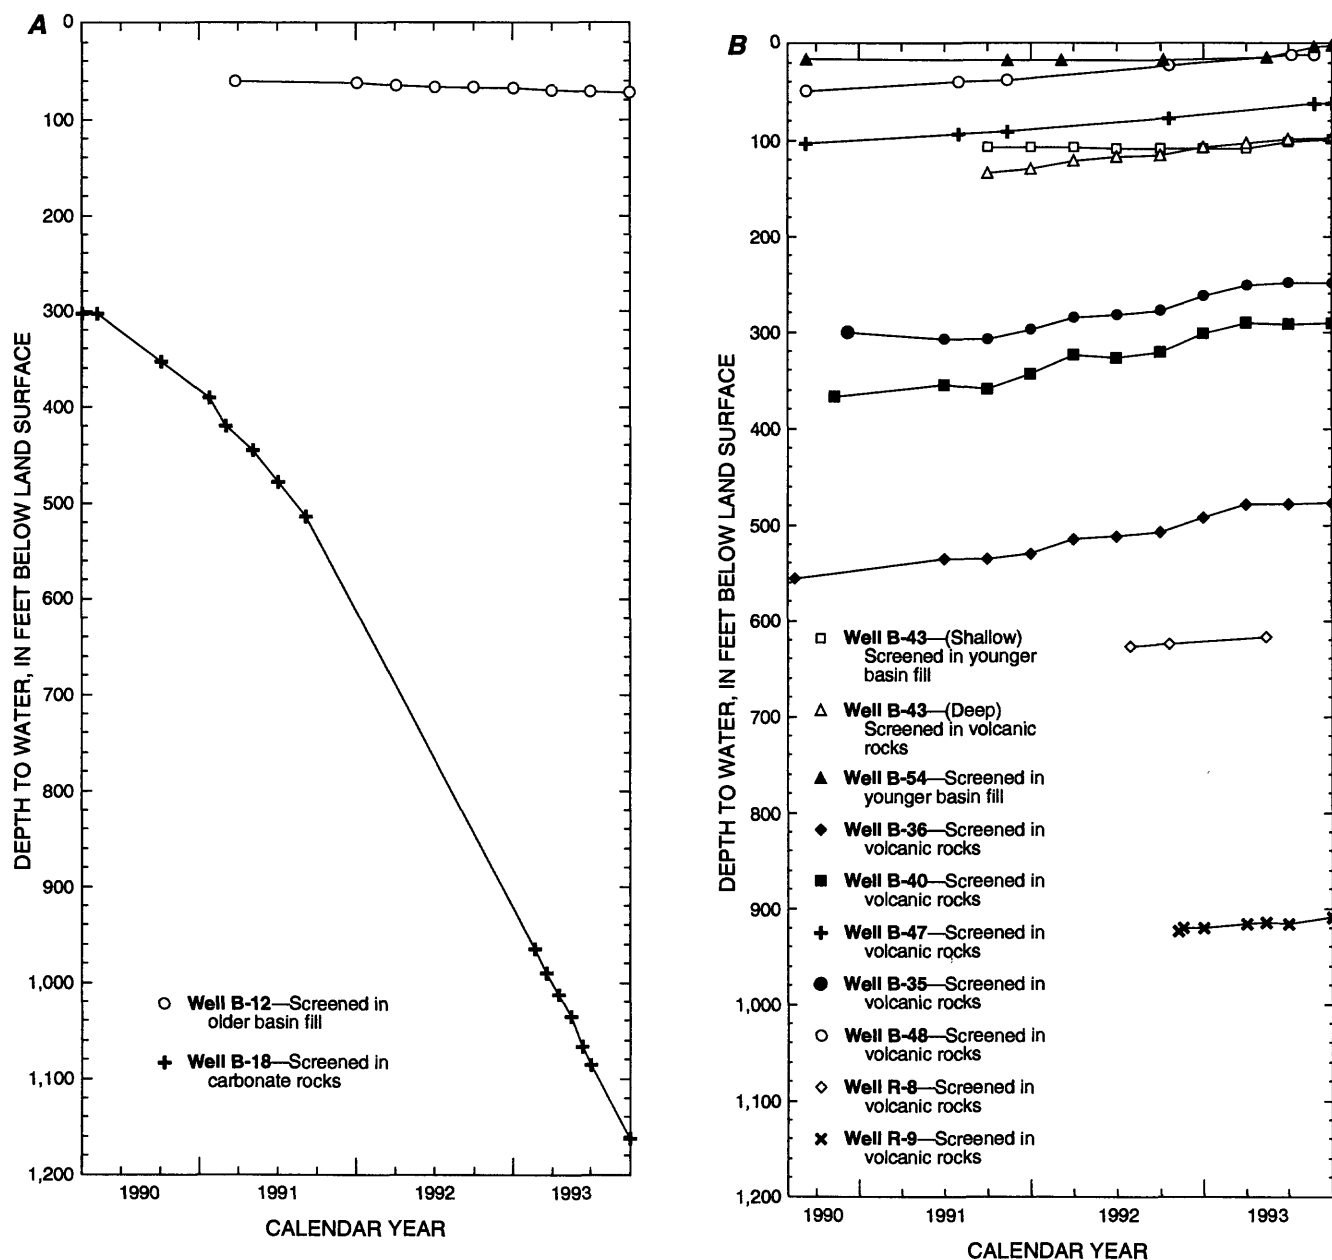 A
0
100
200
300
400
500
600
700
800
900
1,000
1,100
1,200
DEPTH TO WATER, IN FEET BELOW LAND SURFACE
Well B-12—Screened in
older basin fill
Well B-18—Screened in
carbonate rocks
1990 1991 1992 1993
CALENDAR YEAR
B
0
100
200
300
400
500
600
700
800
900
1,000
1,100
1,200
DEPTH TO WATER, IN FEET BELOW LAND SURFACE
Well B-43—(Shallow)
Screened in younger
basin fill
Well B-43—(Deep)
Screened in volcanic
rocks
Well B-54—Screened in
younger basin fill
Well B-36—Screened in
volcanic rocks
Well B-40—Screened in
volcanic rocks
Well B-47—Screened in
volcanic rocks
Well B-35—Screened in
volcanic rocks
Well B-48—Screened in
volcanic rocks
Well R-8—Screened in
volcanic rocks
Well R-9—Screened in
volcanic rocks
1990 1991 1992 1993
CALENDAR YEAR